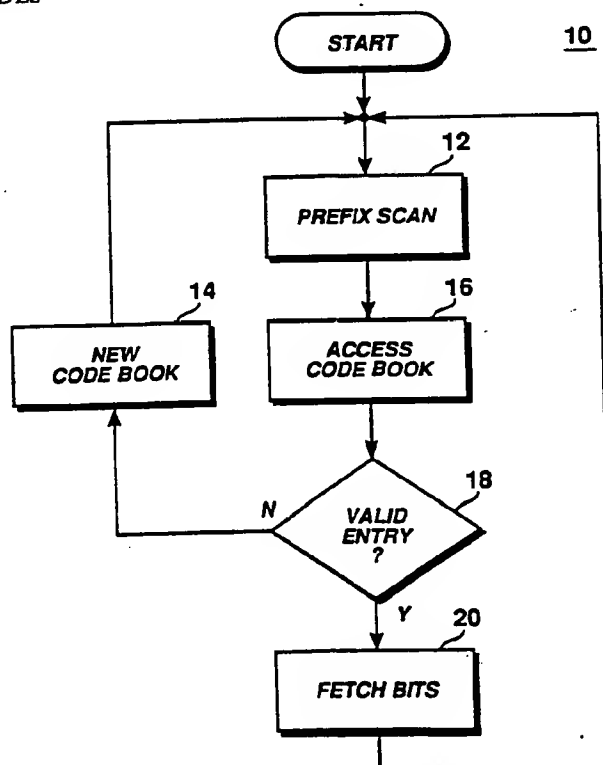 START
10
12
PREFIX SCAN
14
16
NEW
CODE BOOK
ACCESS
CODE BOOK
18
N
VALID
ENTRY
?
Y
20
FETCH BITS